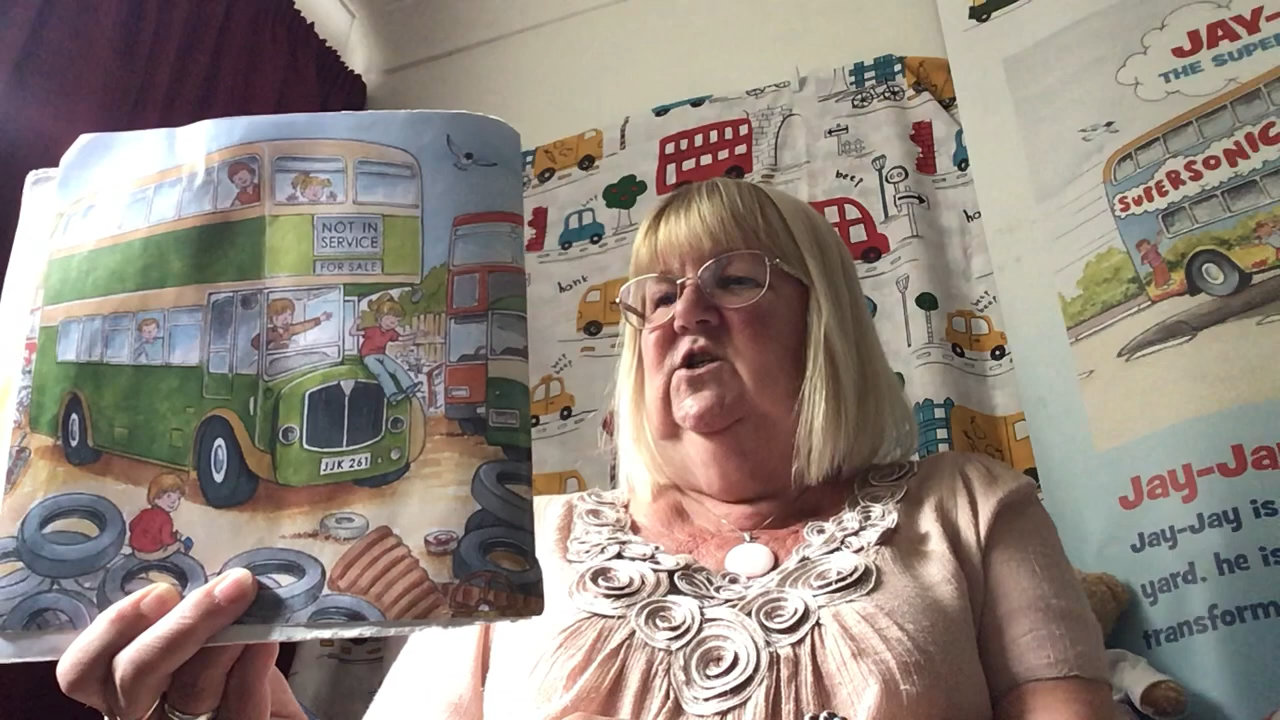 NOT IN
SERVICE
FOR SALE
JJK 261
honk
beep
JAY-
THE SUPE
SUPERSONIC
Jay-Ja
Jay-Jay is
yard. he is
transform